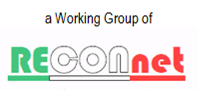 a Working Group of
RECONnet